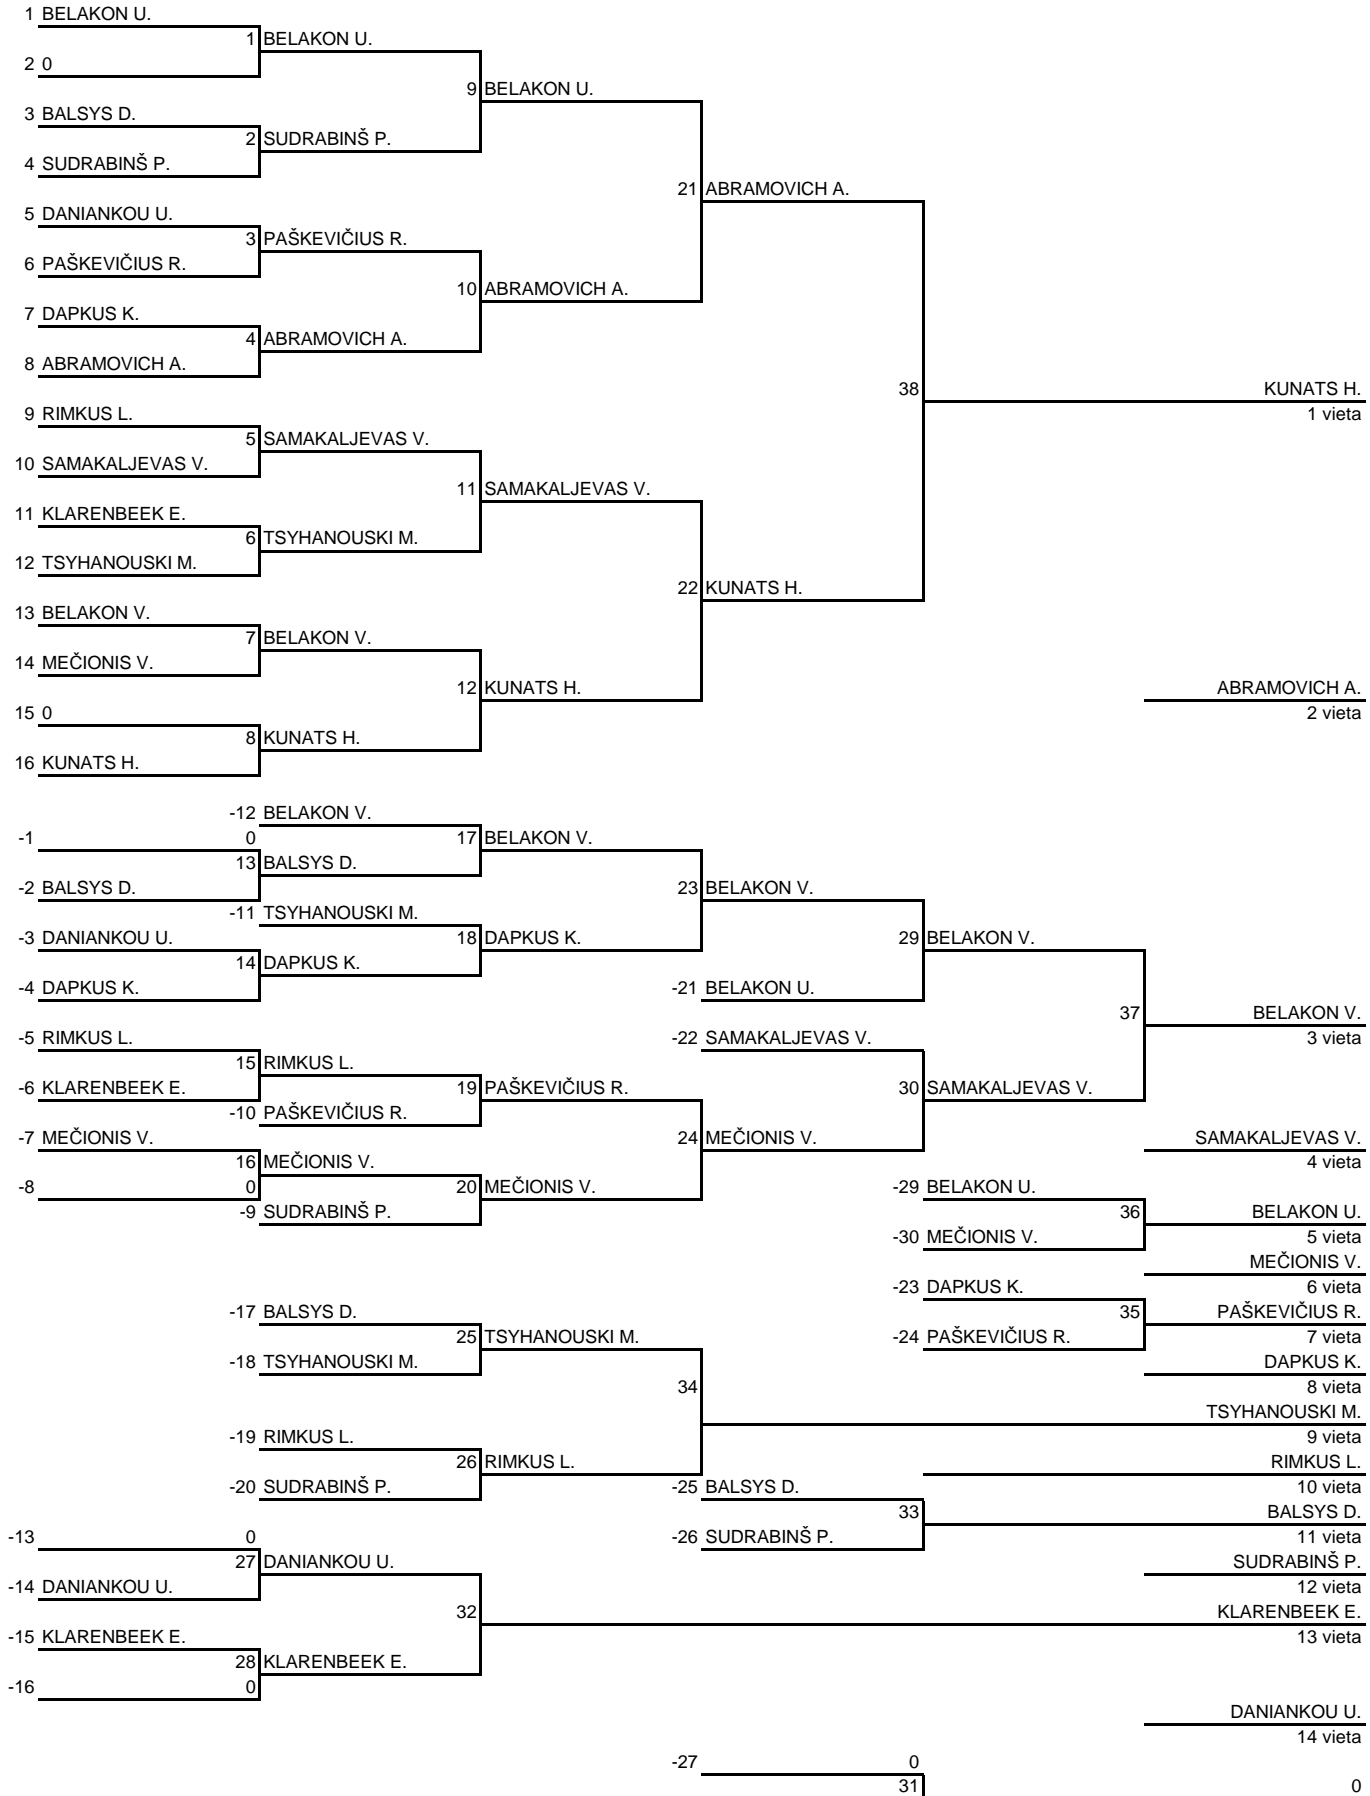 1 BELAKON U.
1 BELAKON U.
2 0
9 BELAKON U.
3 BALSYS D.
2 SUDRABINŠ P.
4 SUDRABINŠ P.
21 ABRAMOVICH A.
5 DANIANKOU U.
3 PAŠKEVIČIUS R.
6 PAŠKEVIČIUS R.
10 ABRAMOVICH A.
7 DAPKUS K.
4 ABRAMOVICH A.
8 ABRAMOVICH A.
38 KUNATS H.
9 RIMKUS L.
1 vieta
5 SAMAKALJEVAS V.
10 SAMAKALJEVAS V.
11 SAMAKALJEVAS V.
11 KLARENBEEK E.
6 TSYHANOUSKI M.
12 TSYHANOUSKI M.
22 KUNATS H.
13 BELAKON V.
7 BELAKON V.
14 MEČIONIS V.
12 KUNATS H.
ABRAMOVICH A.
15 0
2 vieta
8 KUNATS H.
16 KUNATS H.
-12 BELAKON V.
-1 0
17 BELAKON V.
13 BALSYS D.
-2 BALSYS D.
23 BELAKON V.
-11 TSYHANOUSKI M.
-3 DANIANKOU U.
18 DAPKUS K.
29 BELAKON V.
14 DAPKUS K.
-4 DAPKUS K.
-21 BELAKON U.
37 BELAKON V.
-5 RIMKUS L.
-22 SAMAKALJEVAS V.
3 vieta
15 RIMKUS L.
-6 KLARENBEEK E.
19 PAŠKEVIČIUS R.
30 SAMAKALJEVAS V.
-10 PAŠKEVIČIUS R.
-7 MEČIONIS V.
24 MEČIONIS V.
SAMAKALJEVAS V.
16 MEČIONIS V.
4 vieta
-8 0
20 MEČIONIS V.
-29 BELAKON U.
-9 SUDRABINŠ P.
36 BELAKON U.
-30 MEČIONIS V.
5 vieta
MEČIONIS V.
-23 DAPKUS K.
6 vieta
-17 BALSYS D.
35 PAŠKEVIČIUS R.
25 TSYHANOUSKI M.
-24 PAŠKEVIČIUS R.
7 vieta
-18 TSYHANOUSKI M.
DAPKUS K.
34
8 vieta
TSYHANOUSKI M.
-19 RIMKUS L.
9 vieta
26 RIMKUS L.
RIMKUS L.
-20 SUDRABINŠ P.
-25 BALSYS D.
10 vieta
33 BALSYS D.
-13 0
-26 SUDRABINŠ P.
11 vieta
27 DANIANKOU U.
SUDRABINŠ P.
-14 DANIANKOU U.
12 vieta
32 KLARENBEEK E.
-15 KLARENBEEK E.
13 vieta
28 KLARENBEEK E.
-16 0
DANIANKOU U.
14 vieta
-27 0
31 0